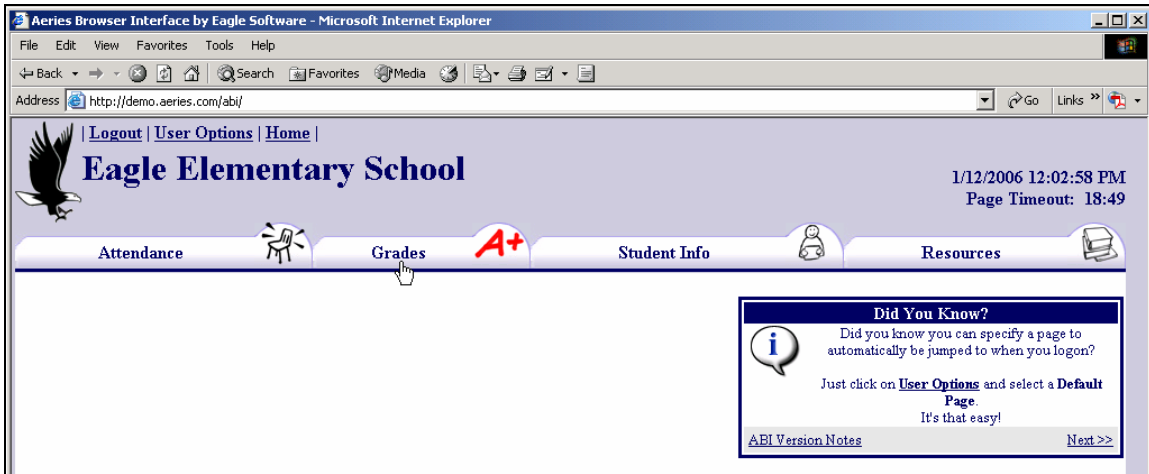 Aeries Browser Interface by Eagle Software - Microsoft Internet Explorer
File Edit View Favorites Tools Help
Back Search Favorites Media
Address http://demo.aeries.com/abi/ Go Links »
| Logout | User Options | Home |
Eagle Elementary School
1/12/2006 12:02:58 PM
Page Timeout: 18:49
Attendance Grades A+ Student Info Resources
Did You Know?
i
Did you know you can specify a page to
automatically be jumped to when you logon?
Just click on User Options and select a Default
Page.
It's that easy!
ABI Version Notes Next >>